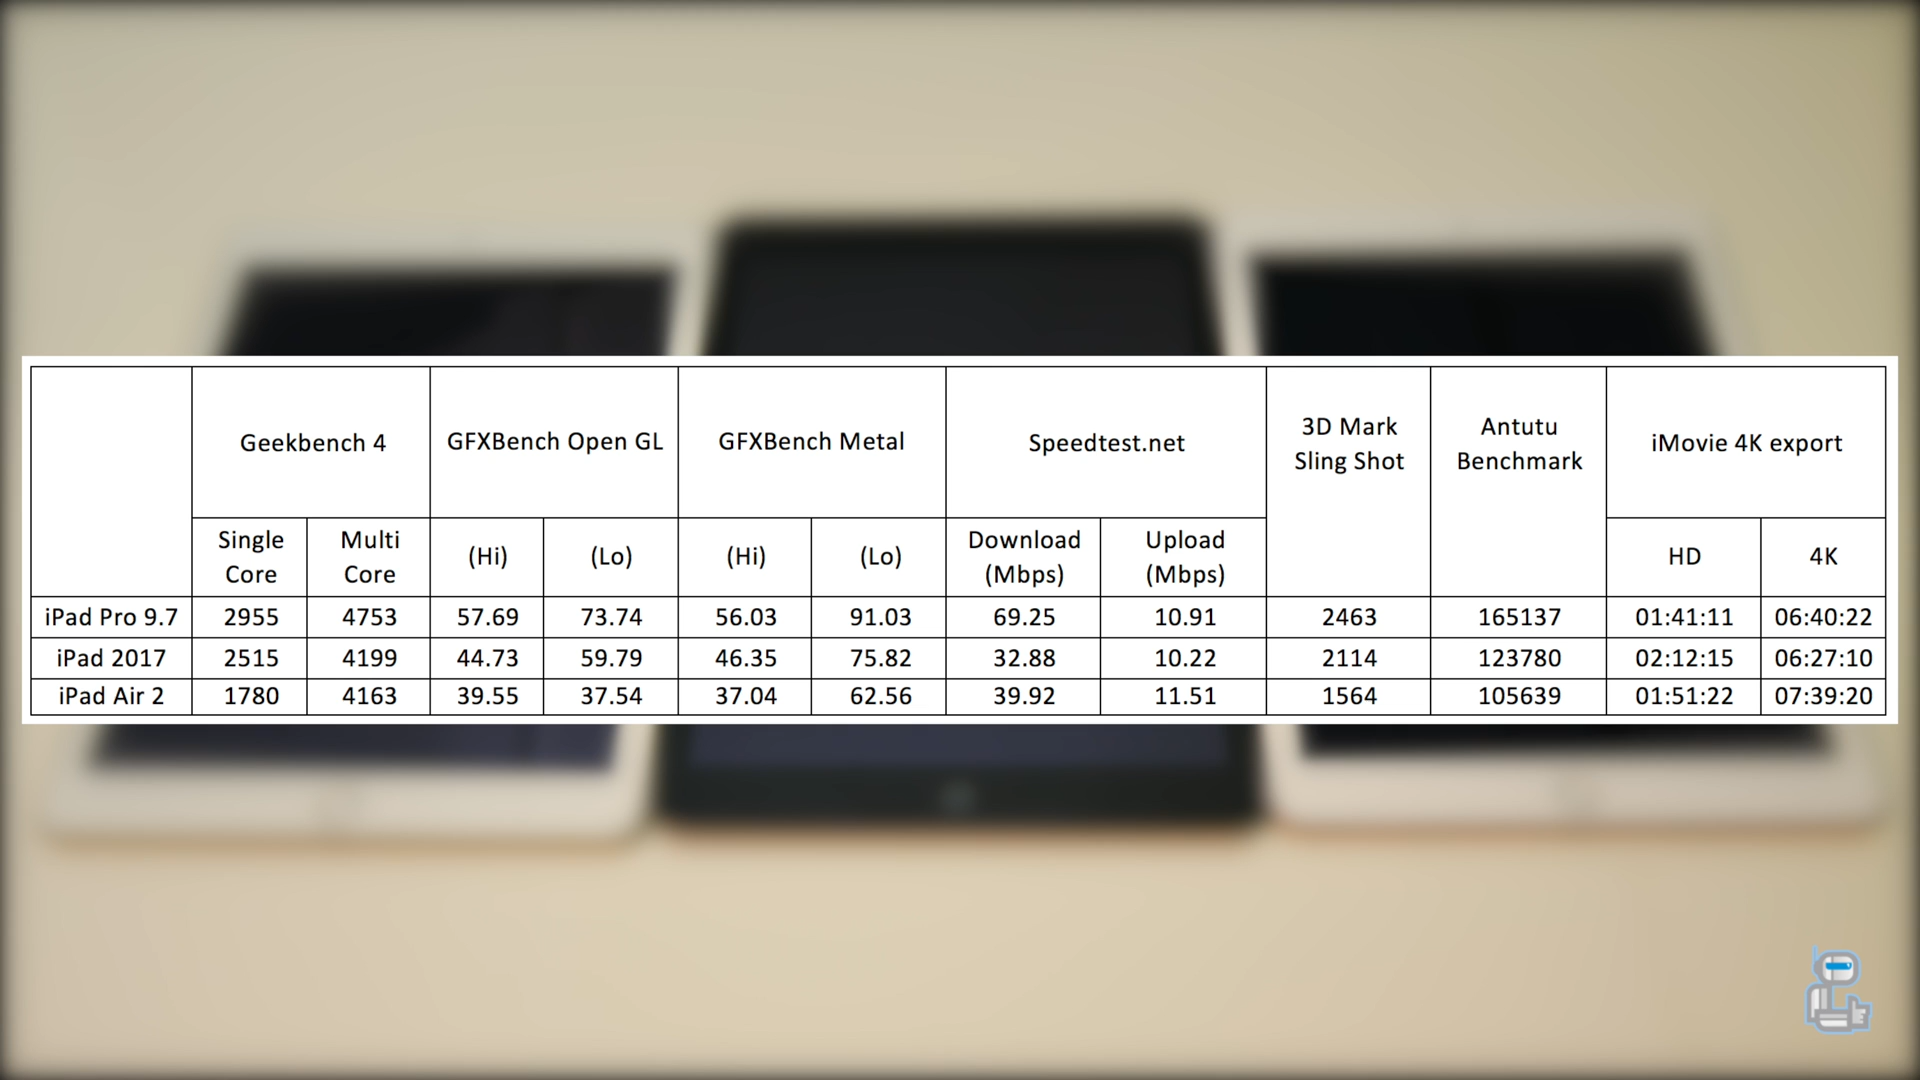 Geekbench 4 GFXBench Open GL GFXBench Metal Speedtest.net 3D Mark Sling Shot Antutu Benchmark iMovie 4K export
Single Core Multi Core (Hi) (Lo) (Hi) (Lo) Download (Mbps) Upload (Mbps) HD 4K
iPad Pro 9.7 2955 4753 57.69 73.74 56.03 91.03 69.25 10.91 2463 165137 01:41:11 06:40:22
iPad 2017 2515 4199 44.73 59.79 46.35 75.82 32.88 10.22 2114 123780 02:12:15 06:27:10
iPad Air 2 1780 4163 39.55 37.54 37.04 62.56 39.92 11.51 1564 105639 01:51:22 07:39:20